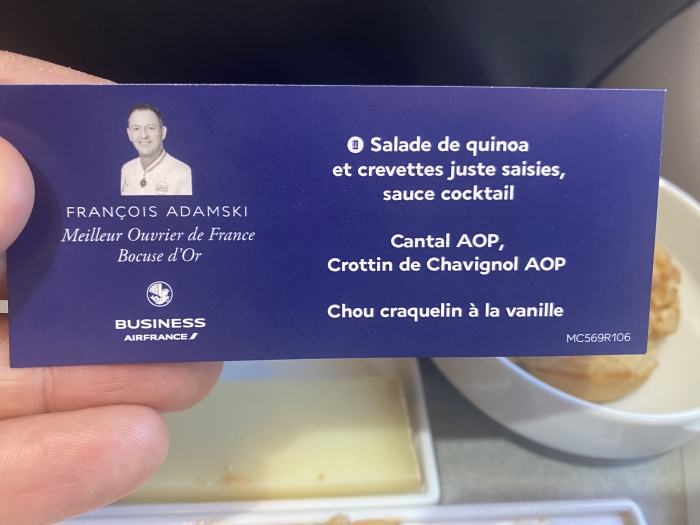 FRANÇOIS ADAMSKI
Meilleur Ouvrier de France
Bocuse d'Or
BUSINESS
AIRFRANCE
Salade de quinoa
et crevettes juste saisies,
sauce cocktail
Cantal AOP,
Crottin de Chavignol AOP
Chou craquelin à la vanille
MC569R106